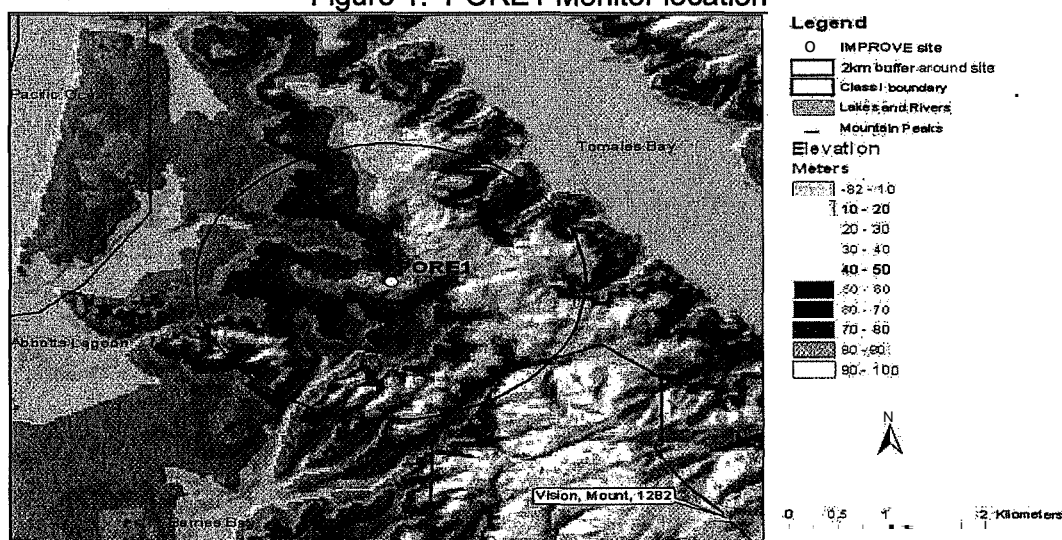 Figure 1. PORE1 Monitor location
Pacific
Tomales Bay
PORE1
Abbotts Lagoon
Vision, Mount, 1282
Berries Bay
Legend
IMPROVE site
2km buffer around site
Class I boundary
Lakes and Rivers
Mountain Peaks
Elevation
Meters
-82 - 10
10 - 20
20 - 30
30 - 40
40 - 50
50 - 60
60 - 70
70 - 80
80 - 90
90 - 100
N
0 0.5 1 2 Kilometers